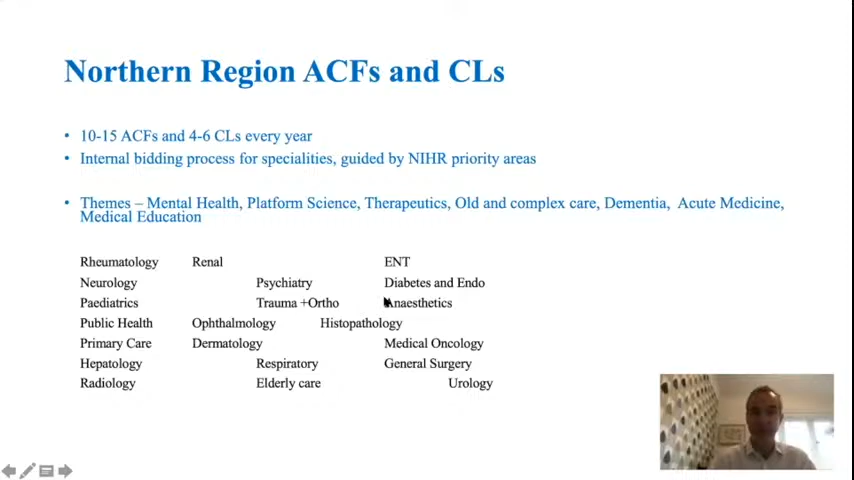 Northern Region ACFs and CLs
• 10-15 ACFs and 4-6 CLs every year
• Internal bidding process for specialities, guided by NIHR priority areas
• Themes – Mental Health, Platform Science, Therapeutics, Old and complex care, Dementia, Acute Medicine,
Medical Education
Rheumatology Renal ENT
Neurology Psychiatry Diabetes and Endo
Paediatrics Trauma +Ortho Anaesthetics
Public Health Ophthalmology Histopathology
Primary Care Dermatology Medical Oncology
Hepatology Respiratory General Surgery
Radiology Elderly care Urology